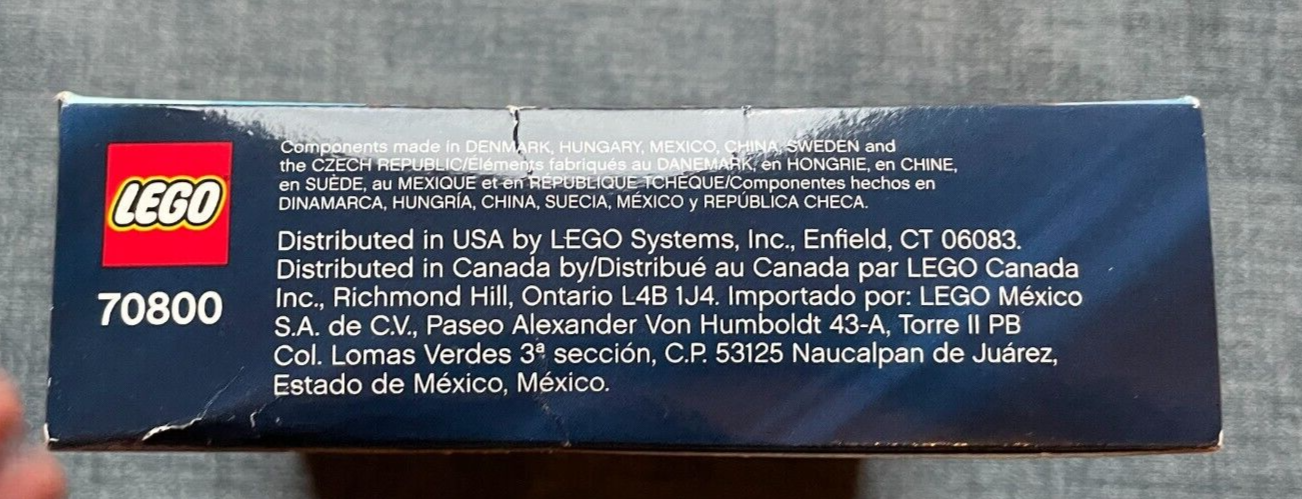 LEGO
70800
Components made in DENMARK, HUNGARY, MEXICO, CHINA, SWEDEN and
the CZECH REPUBLIC/Éléments fabriqués au DANEMARK, en HONGRIE, en CHINE,
en SUÈDE, au MEXIQUE et en RÉPUBLIQUE TCHÈQUE/Componentes hechos en
DINAMARCA, HUNGRÍA, CHINA, SUECIA, MÉXICO y REPÚBLICA CHECA.
Distributed in USA by LEGO Systems, Inc., Enfield, CT 06083.
Distributed in Canada by/Distribué au Canada par LEGO Canada
Inc., Richmond Hill, Ontario L4B 1J4. Importado por: LEGO México
S.A. de C.V., Paseo Alexander Von Humboldt 43-A, Torre II PB
Col. Lomas Verdes 3ª sección, C.P. 53125 Naucalpan de Juárez,
Estado de México, México.